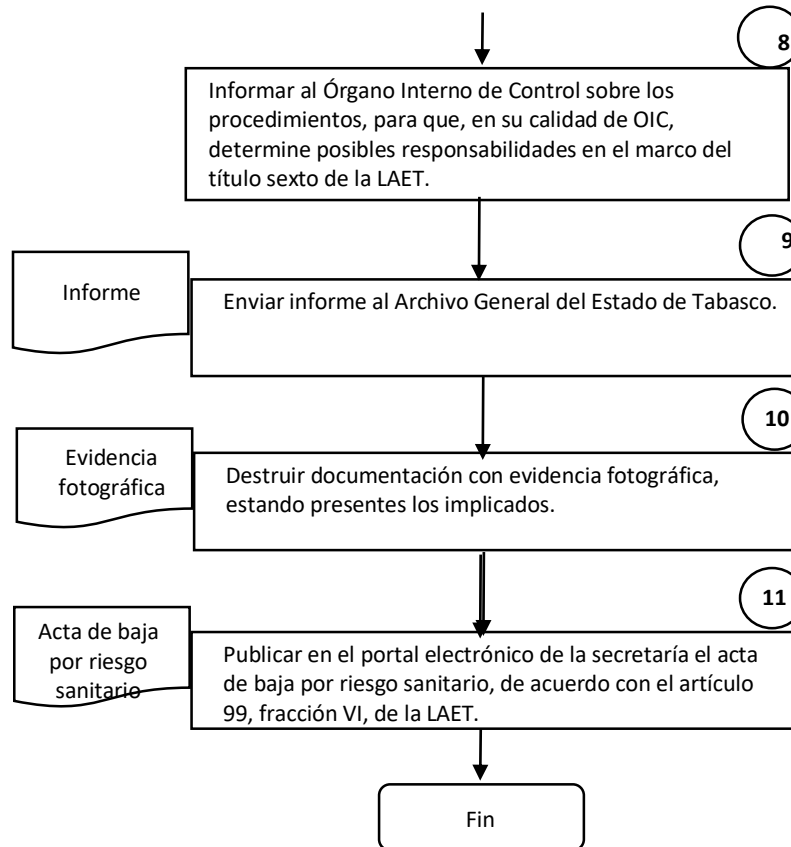 8
Informar al Órgano Interno de Control sobre los
procedimientos, para que, en su calidad de OIC,
determine posibles responsabilidades en el marco del
título sexto de la LAET.
9
Informe
Enviar informe al Archivo General del Estado de Tabasco.
10
Evidencia
fotográfica
Destruir documentación con evidencia fotográfica,
estando presentes los implicados.
11
Acta de baja
por riesgo
sanitario
Publicar en el portal electrónico de la secretaría el acta
de baja por riesgo sanitario, de acuerdo con el artículo
99, fracción VI, de la LAET.
Fin